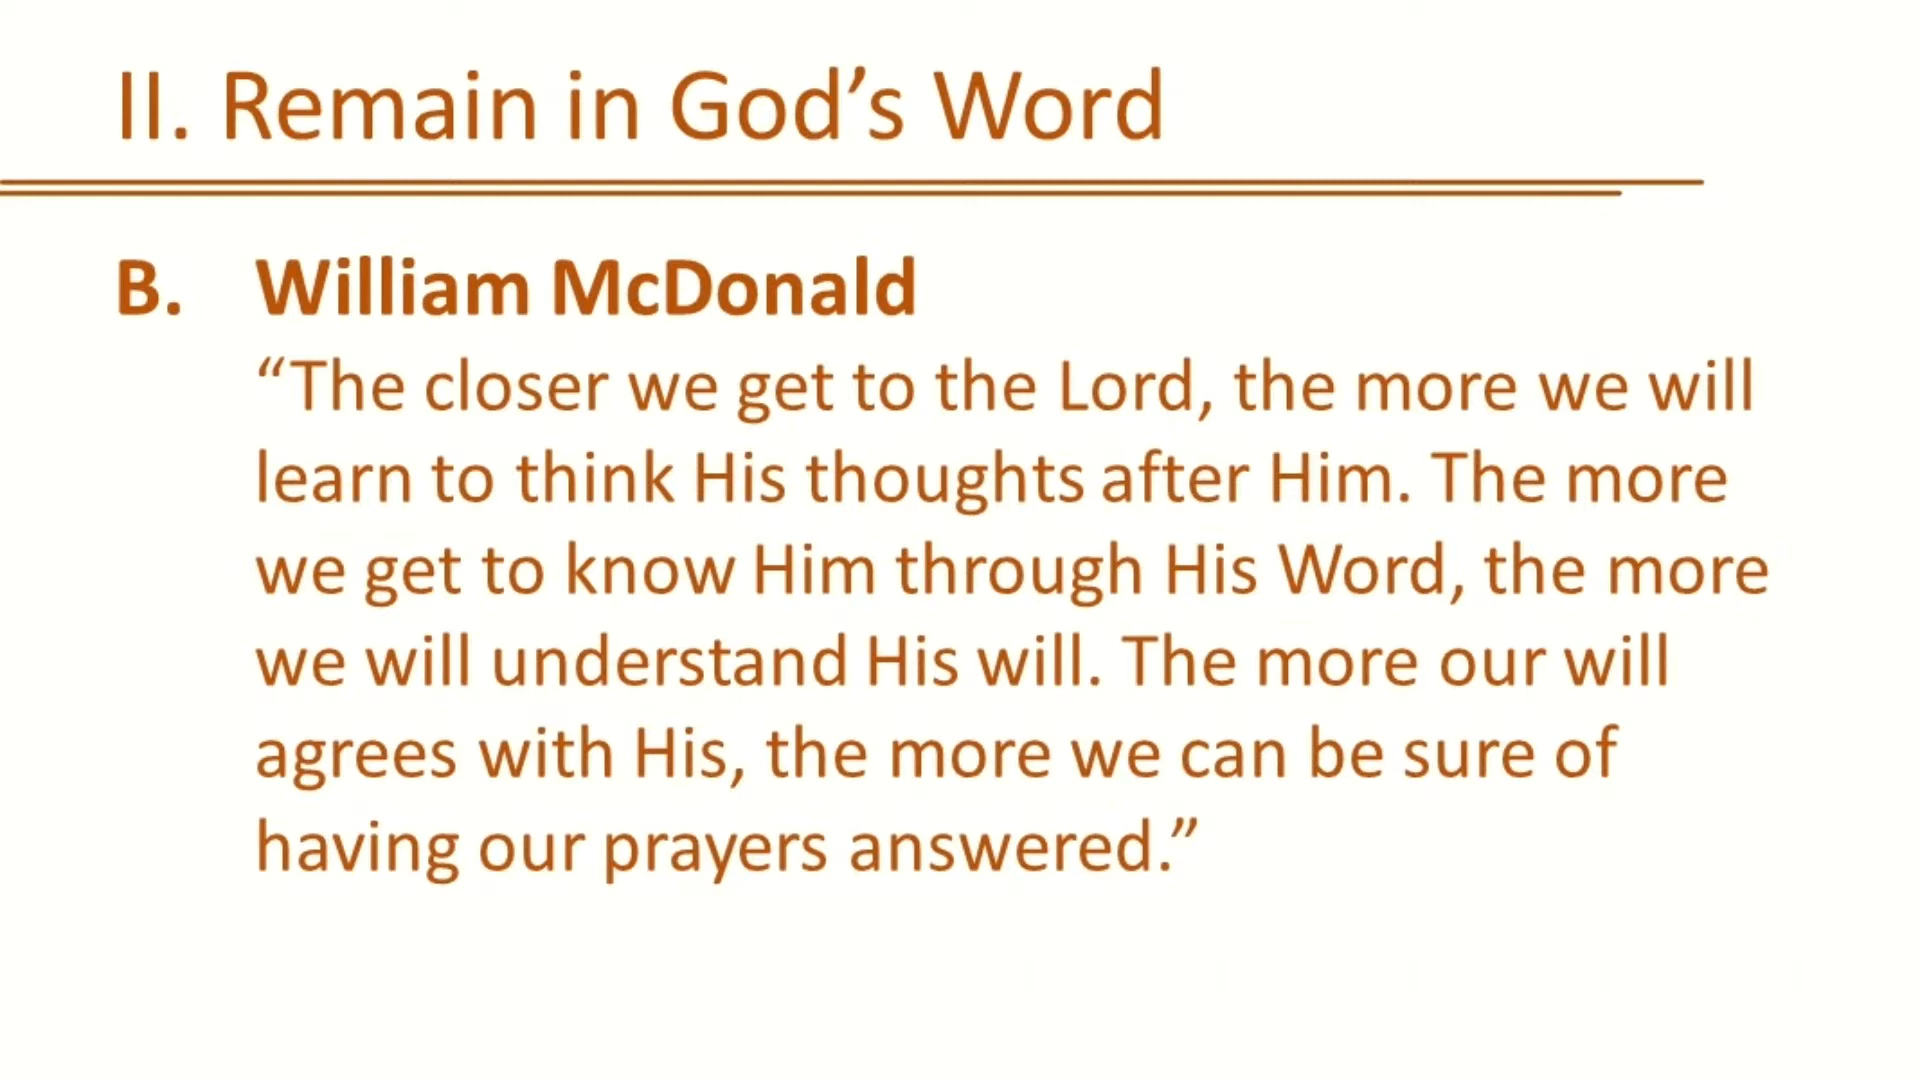 II. Remain in God’s Word
B. William McDonald
“The closer we get to the Lord, the more we will
learn to think His thoughts after Him. The more
we get to know Him through His Word, the more
we will understand His will. The more our will
agrees with His, the more we can be sure of
having our prayers answered.”